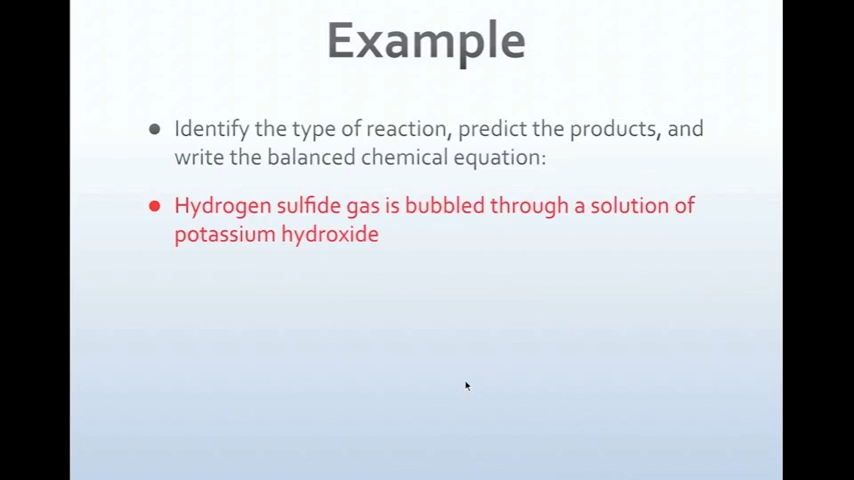 Example
• Identify the type of reaction, predict the products, and
write the balanced chemical equation:
• Hydrogen sulfide gas is bubbled through a solution of
potassium hydroxide